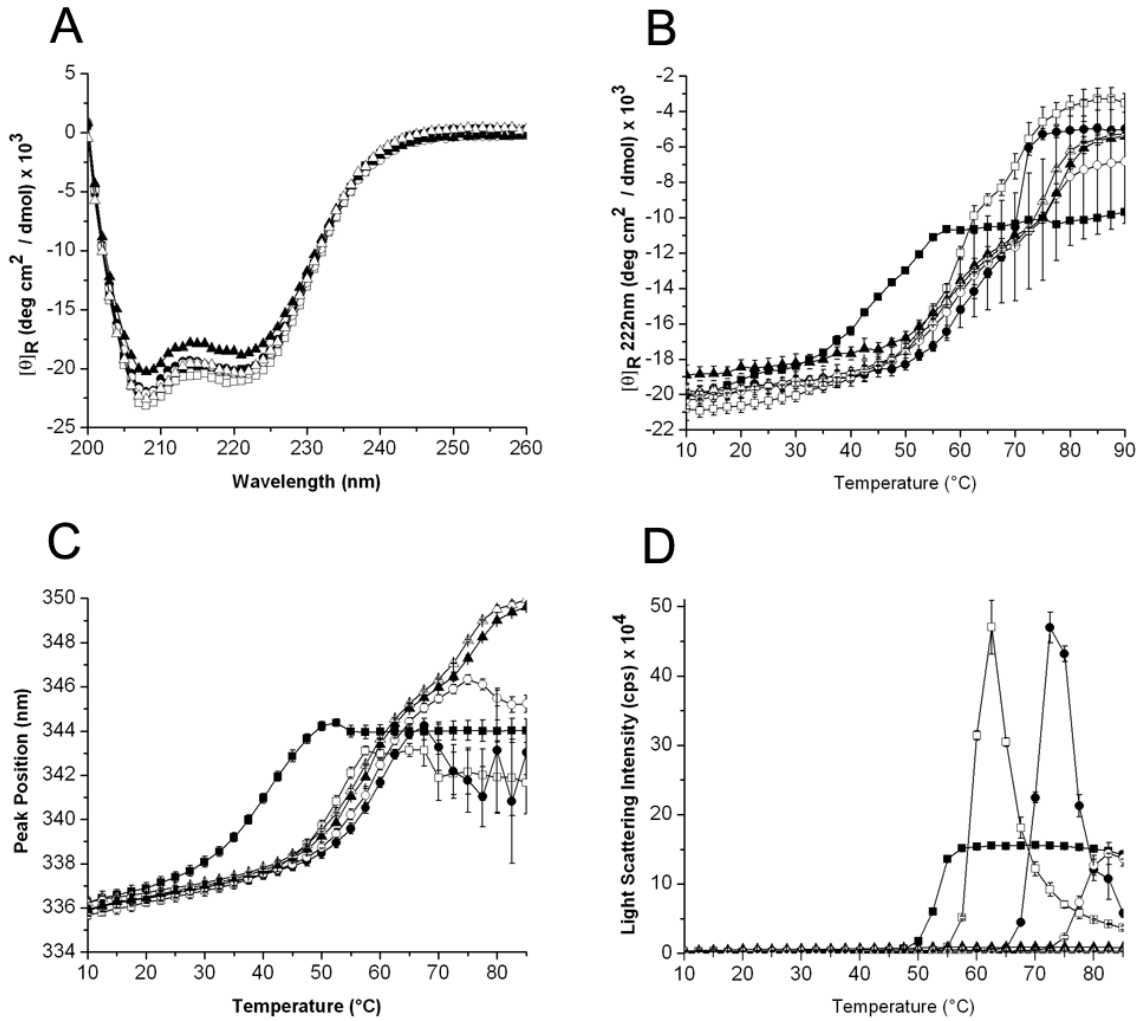 A
[θ]R (deg cm2 / dmol) x 103
5
0
-5
-10
-15
-20
-25
200 210 220 230 240 250 260
Wavelength (nm)
B
[θ]R 222nm (deg cm2 / dmol) x 103
-2
-4
-6
-8
-10
-12
-14
-16
-18
-20
-22
10 20 30 40 50 60 70 80 90
Temperature (°C)
C
Peak Position (nm)
350
348
346
344
342
340
338
336
334
10 20 30 40 50 60 70 80
Temperature (°C)
D
Light Scattering Intensity (cps) x 104
50
40
30
20
10
0
10 20 30 40 50 60 70 80
Temperature (°C)